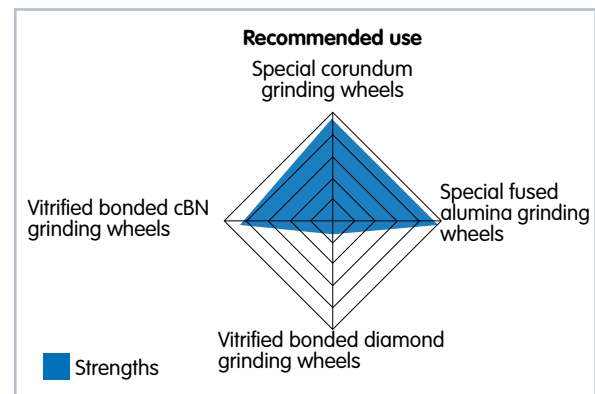 Recommended use
Special corundum
grinding wheels
Vitrified bonded cBN
grinding wheels
Special fused
alumina grinding
wheels
Vitrified bonded diamond
grinding wheels
Strengths